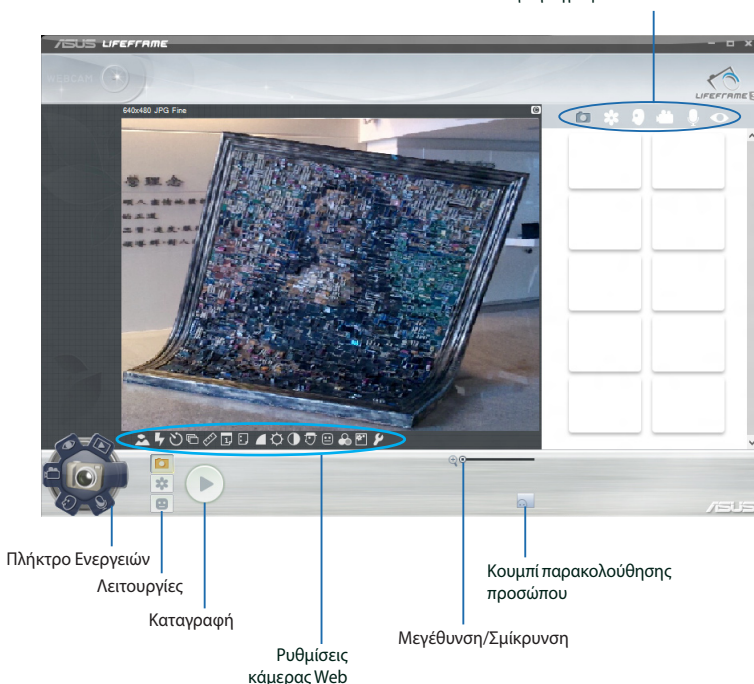 ASUS LIFEFRAME
WEBCAM
LIFEFRAME 3
640x480 JPG Fine
C
ASUS
Πλήκτρο Ενεργειών
Λειτουργίες
Καταγραφή
Ρυθμίσεις
κάμερας Web
Μεγέθυνση/Σμίκρυνση
Κουμπί παρακολούθησης
προσώπου